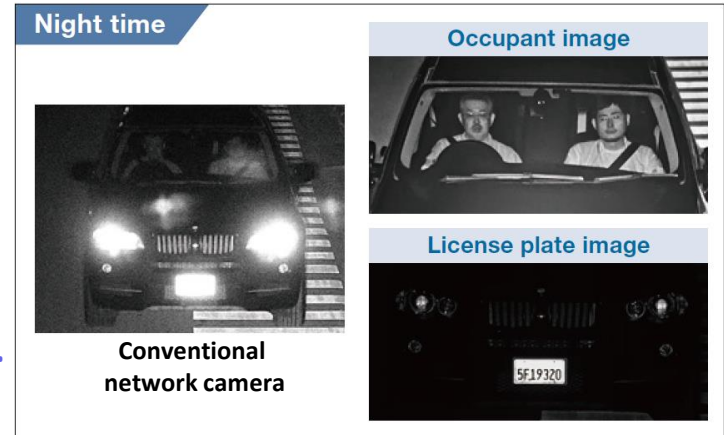 Night time
Conventional
network camera
Occupant image
License plate image
5F19320